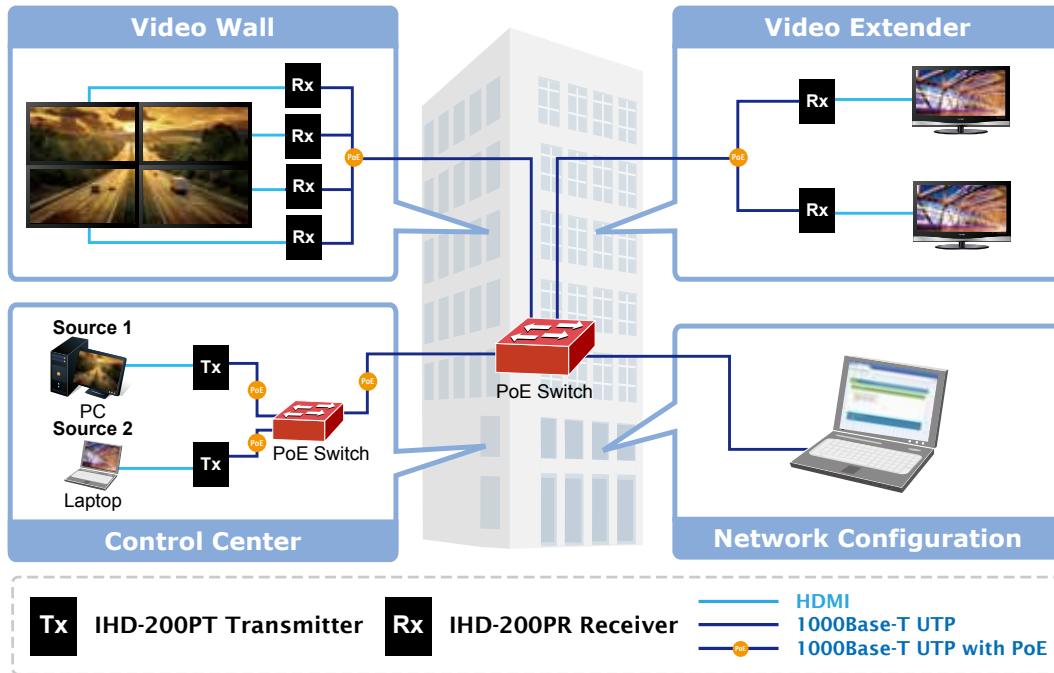 Video Wall
Rx
Rx
Rx
Rx
PoE
Video Extender
Rx
Rx
PoE
Source 1
PC
Source 2
Laptop
Tx
Tx
PoE
PoE
PoE
PoE Switch
Control Center
PoE Switch
Network Configuration
Tx IHD-200PT Transmitter
Rx IHD-200PR Receiver
HDMI
1000Base-T UTP
PoE 1000Base-T UTP with PoE